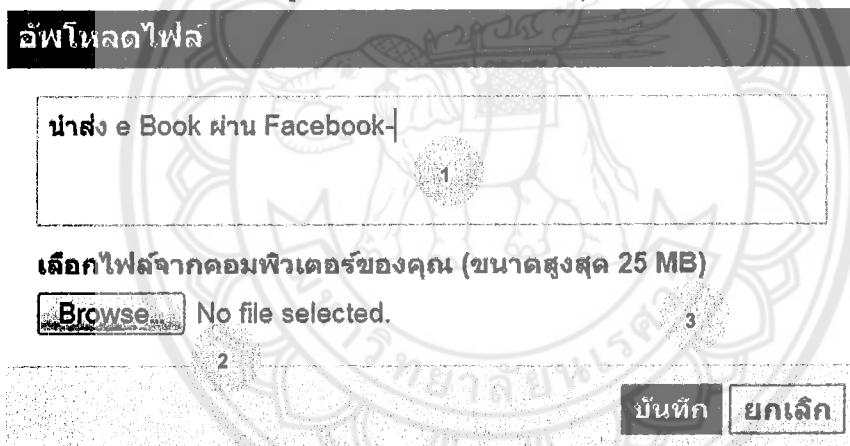 อัพโหลดไฟล์
นำส่ง e Book ผ่าน Facebook-
1
เลือกไฟล์จากคอมพิวเตอร์ของคุณ (ขนาดสูงสุด 25 MB)
Browse... No file selected.
3
2
บันทึก ยกเลิก